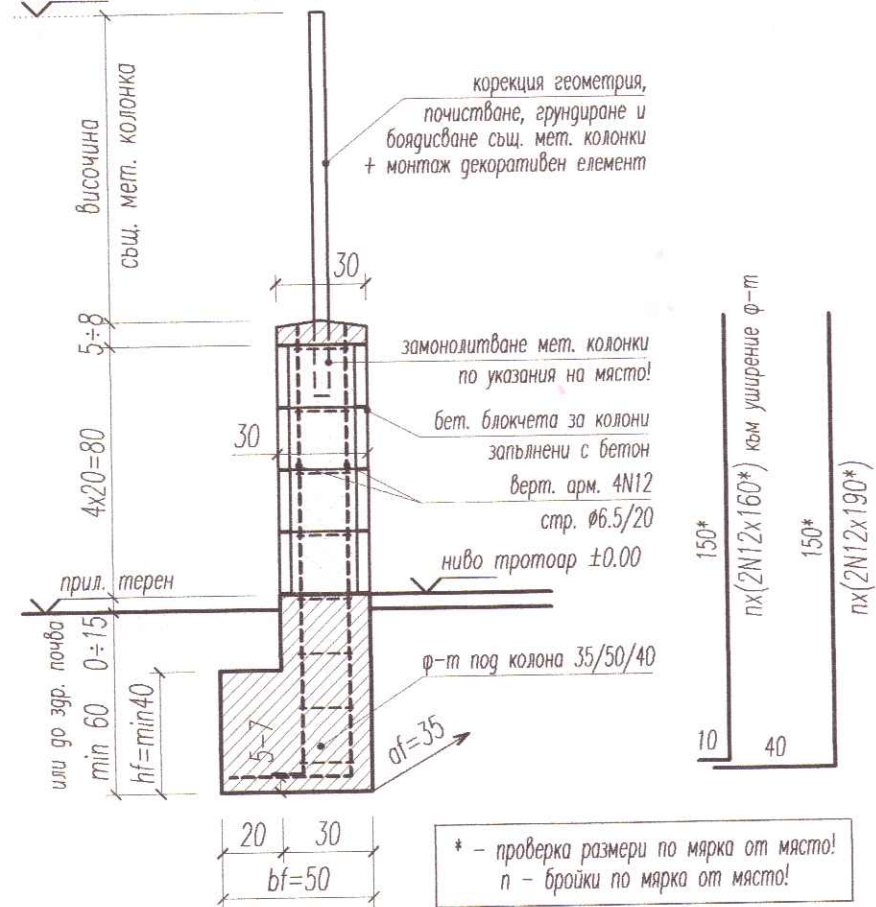 височина
същ. мет. колонка
корекция геометрия,
почистване, грундиране и
боядисване същ. мет. колонки
+ монтаж декоративен елемент
30
5÷8
замонолитване мет. колонки
по указания на място!
бет. блокчета за колони
запълнени с бетон
30
4x20=80
верт. арм. 4N12
стр. ø6.5/20
ниво тротоар ±0.00
прил. терен
0÷15
min 60
или до здр. почва
hf=min40
ф-т под колона 35/50/40
5-7
af=35
20
30
bf=50
150*
nx(2N12x160*) към уширение ф-т
150*
nx(2N12x190*)
10
40
* - проверка размери по мярка от място!
n - бройки по мярка от място!